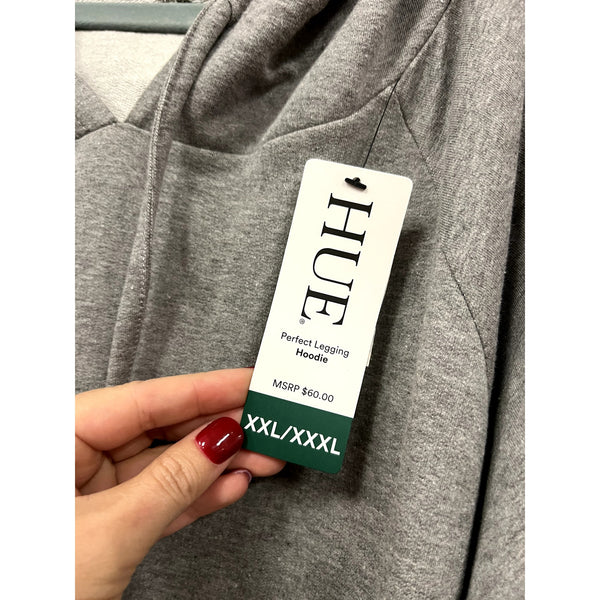 HUE®
Perfect Legging
Hoodie
MSRP $60.00
XXL/XXXL